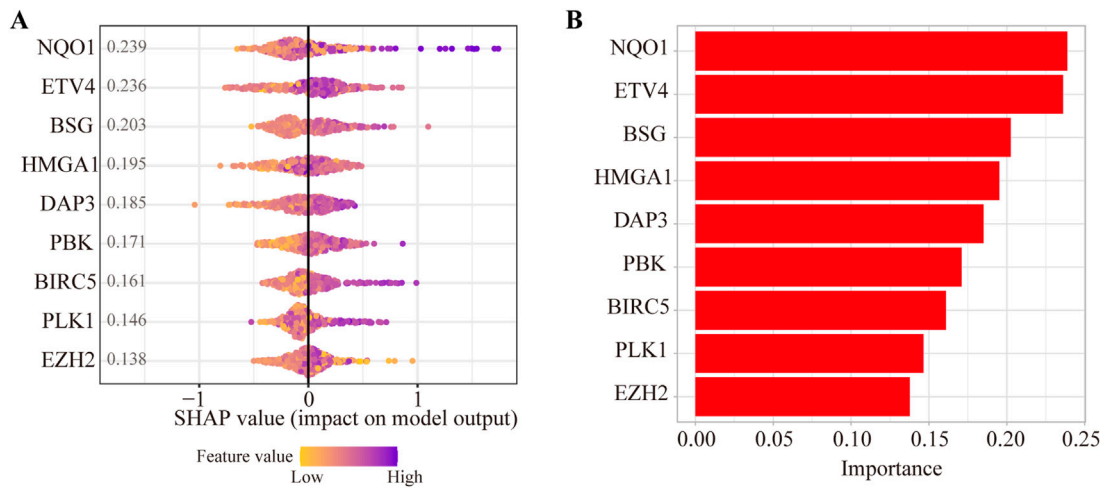 A
NQO1 0.239
ETV4 0.236
BSG 0.203
HMGA1 0.195
DAP3 0.185
PBK 0.171
BIRC5 0.161
PLK1 0.146
EZH2 0.138
−1 0 1
SHAP value (impact on model output)
Feature value
Low High
B
NQO1
ETV4
BSG
HMGA1
DAP3
PBK
BIRC5
PLK1
EZH2
0.00 0.05 0.10 0.15 0.20 0.25
Importance